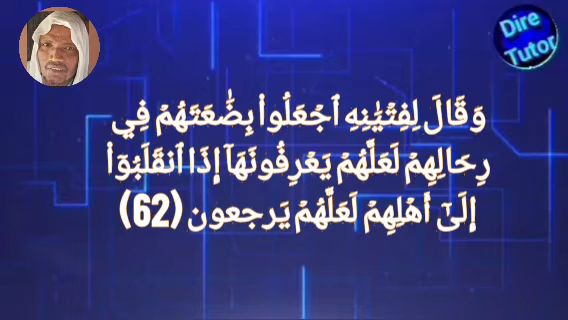 Dire
Tutor
وَقَالَ لِفِتْيَٰنِهِ ٱجْعَلُوا۟ بِضَٰعَتَهُمْ فِي
رِحَالِهِمْ لَعَلَّهُمْ يَعْرِفُونَهَآ إِذَا ٱنقَلَبُوٓا۟
إِلَىٰٓ أَهْلِهِمْ لَعَلَّهُمْ يَرجعون (62)